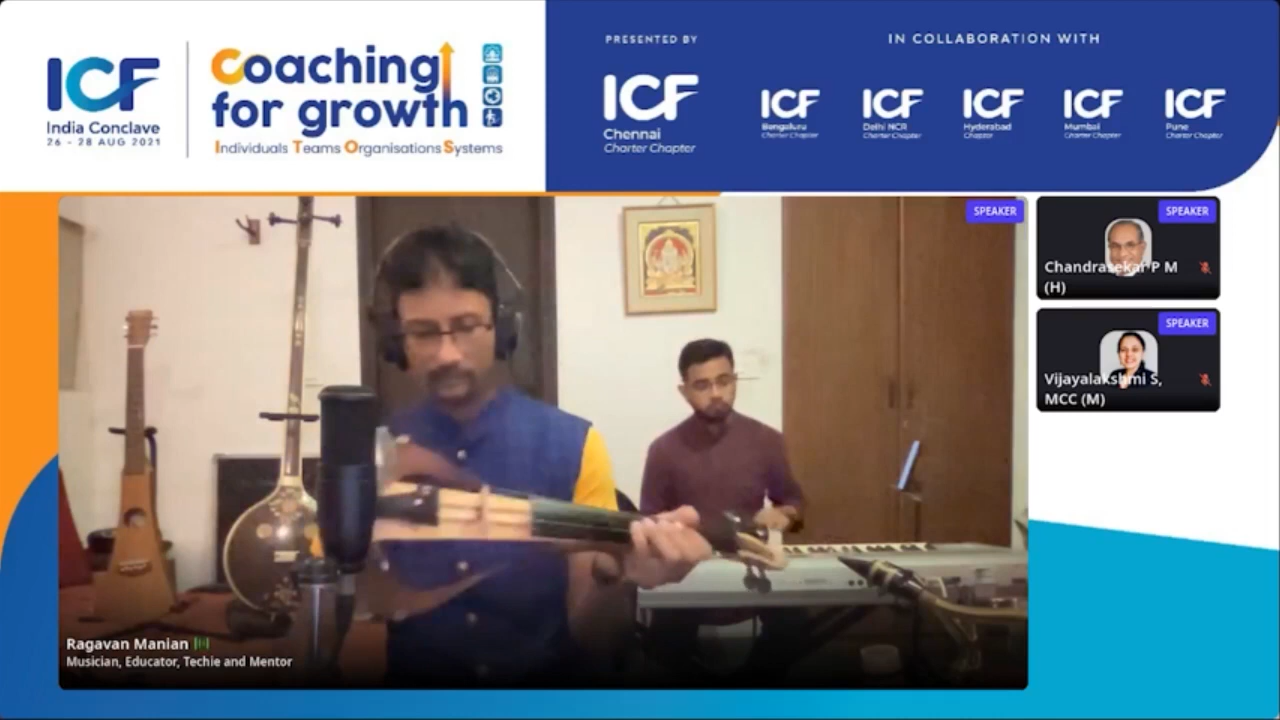 ICF
India Conclave
26 - 28 AUG 2021
Coaching
for growth
Individuals Teams Organisations Systems
PRESENTED BY
ICF
Chennai
Charter Chapter
IN COLLABORATION WITH
ICF
Bengaluru
Charter Chapter
ICF
Delhi NCR
Charter Chapter
ICF
Hyderabad
Chapter
ICF
Mumbai
Charter Chapter
ICF
Pune
Charter Chapter
SPEAKER
Ragavan Manian
Musician, Educator, Techie and Mentor
SPEAKER
Chandrasekar P M
(H)
SPEAKER
Vijayalakshmi S,
MCC (M)